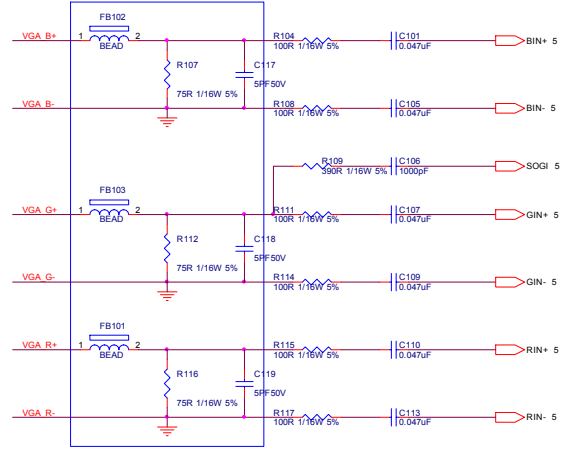 FB102
VGA_B+ 1 2 BEAD
R104
100R 1/16W 5%
C101
0.047uF
BIN+ 5
R107
75R 1/16W 5%
C117
5PF50V
VGA_B-
R108
100R 1/16W 5%
C105
0.047uF
BIN- 5
R109
390R 1/16W 5%
C106
1000pF
SOGI 5
FB103
VGA_G+ 1 2 BEAD
R111
100R 1/16W 5%
C107
0.047uF
GIN+ 5
R112
75R 1/16W 5%
C118
5PF50V
VGA_G-
R114
100R 1/16W 5%
C109
0.047uF
GIN- 5
FB101
VGA_R+ 1 2 BEAD
R115
100R 1/16W 5%
C110
0.047uF
RIN+ 5
R116
75R 1/16W 5%
C119
5PF50V
VGA_R-
R117
100R 1/16W 5%
C113
0.047uF
RIN- 5